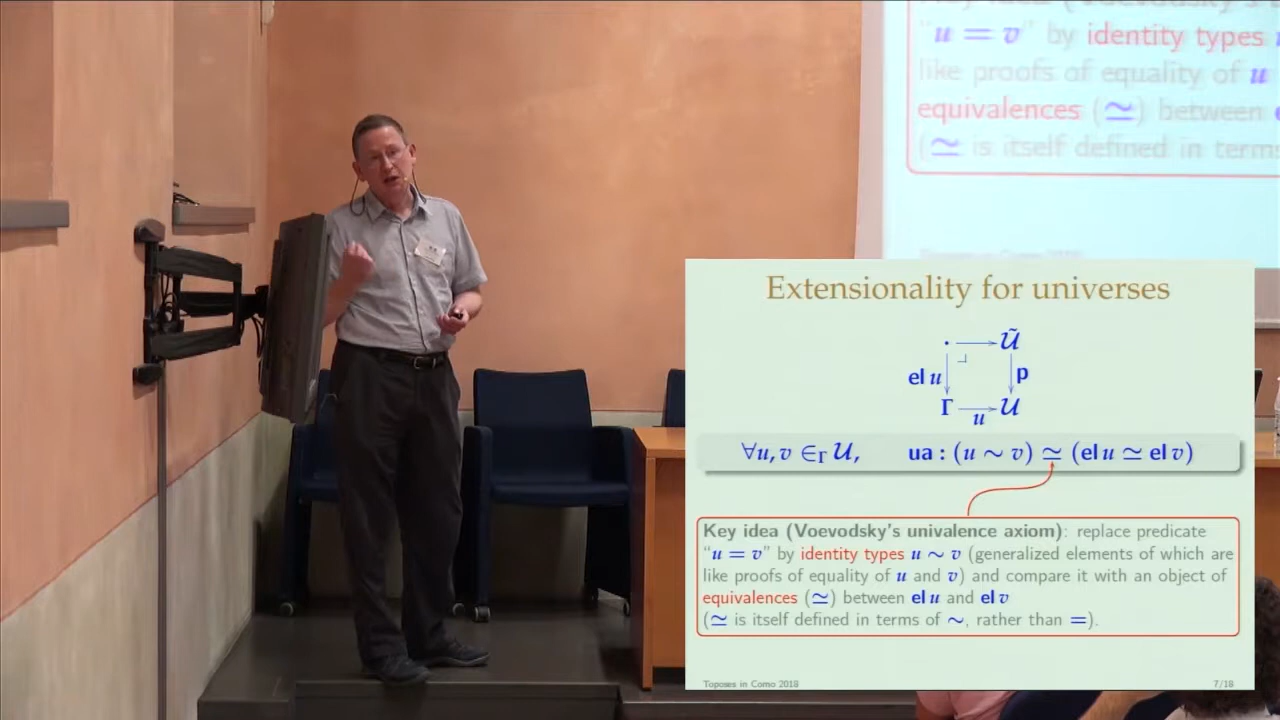 "u = v" by identity types
like proofs of equality of u
equivalences (≃) between
(≃ is itself defined in terms
Extensionality for universes
· Ũ
el u p
Γ U
u
∀u, v ∈Γ U, ua : (u ∼ v) ≃ (el u ≃ el v)
Key idea (Voevodsky's univalence axiom): replace predicate
"u = v" by identity types u ∼ v (generalized elements of which are
like proofs of equality of u and v) and compare it with an object of
equivalences (≃) between el u and el v
(≃ is itself defined in terms of ∼, rather than =).
Toposes in Como 2018 7/18